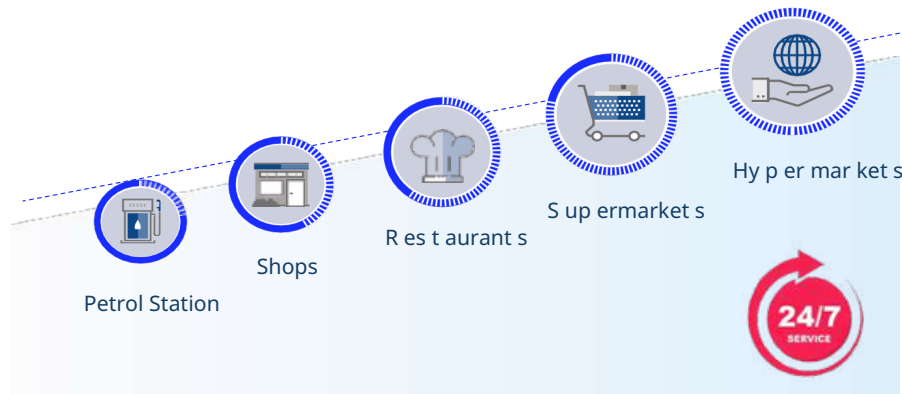 Hy p er mar ket s
S up ermarket s
R es t aurant s
Shops
Petrol Station
24/7
SERVICE